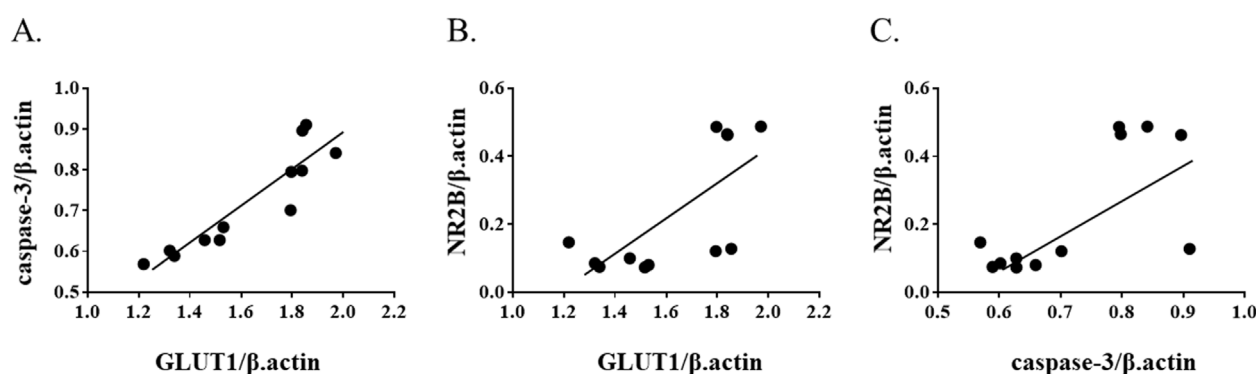 A.
caspase-3/β.actin
1.0
0.9
0.8
0.7
0.6
0.5
1.0 1.2 1.4 1.6 1.8 2.0 2.2
GLUT1/β.actin
B.
NR2B/β.actin
0.6
0.4
0.2
0.0
1.0 1.2 1.4 1.6 1.8 2.0 2.2
GLUT1/β.actin
C.
NR2B/β.actin
0.6
0.4
0.2
0.0
0.5 0.6 0.7 0.8 0.9 1.0
caspase-3/β.actin